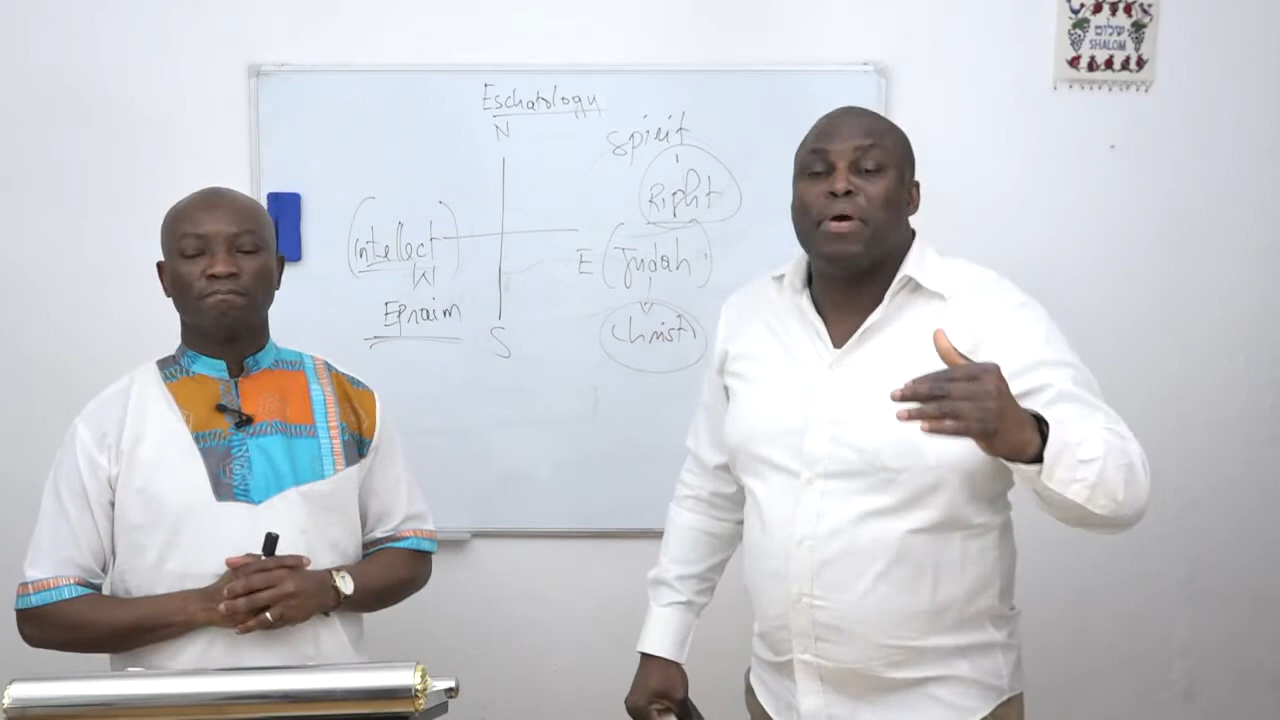 Eschatology
N
spirit
Right
(intellect)
E (Judah)
W
Epraim
S
Christ
שלום
SHALOM